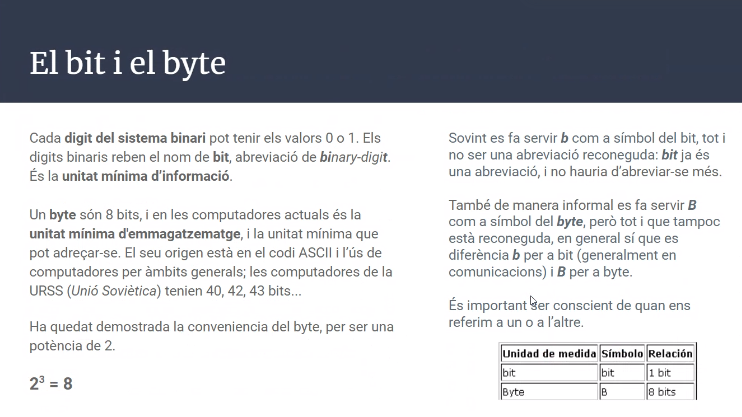 El bit i el byte
Cada digit del sistema binari pot tenir els valors 0 o 1. Els
digits binaris reben el nom de bit, abreviació de binary-digit.
És la unitat mínima d'informació.
Un byte són 8 bits, i en les computadores actuals és la
unitat mínima d'emmagatzematge, i la unitat mínima que
pot adreçar-se. El seu origen està en el codi ASCII i l'ús de
computadores per àmbits generals; les computadores de la
URSS (Unió Soviètica) tenien 40, 42, 43 bits...
Ha quedat demostrada la conveniencia del byte, per ser una
potència de 2.
2³ = 8
Sovint es fa servir b com a símbol del bit, tot i
no ser una abreviació reconeguda: bit ja és
una abreviació, i no hauria d'abreviar-se més.
També de manera informal es fa servir B
com a símbol del byte, però tot i que tampoc
està reconeguda, en general sí que es
diferència b per a bit (generalment en
comunicacions) i B per a byte.
És important ser conscient de quan ens
referim a un o a l'altre.
Unidad de medida Símbolo Relación
bit bit 1 bit
Byte B 8 bits